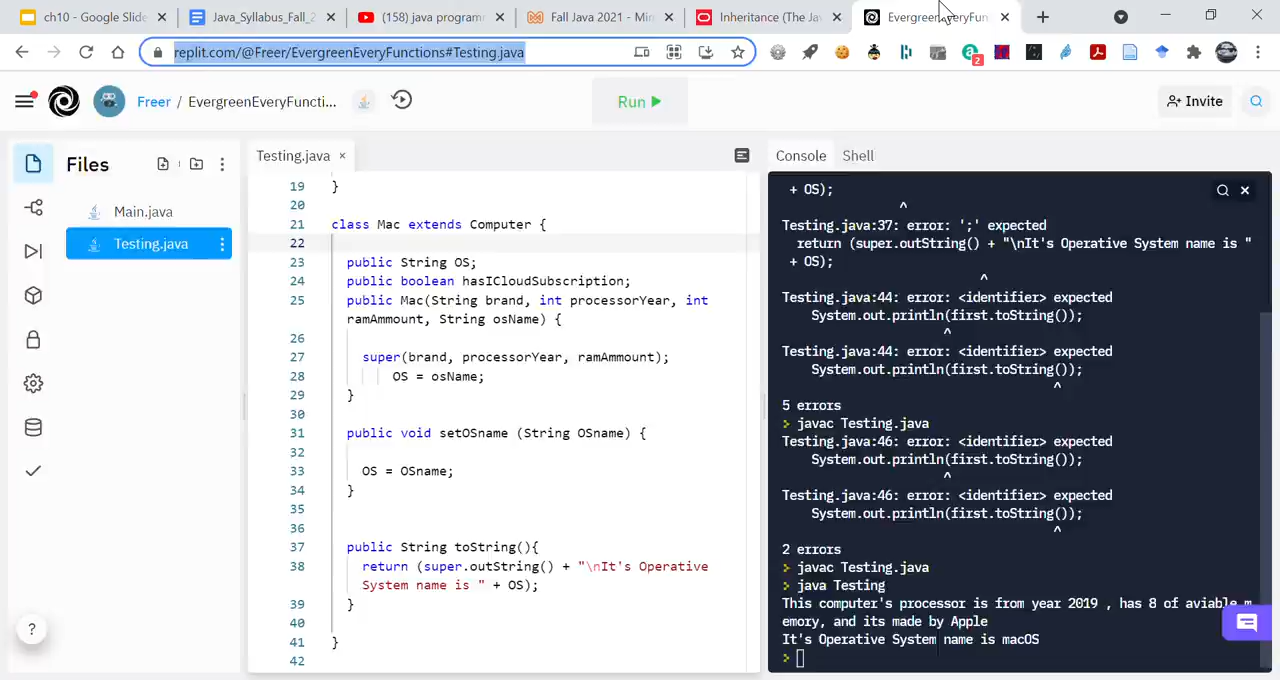 ch10 - Google Slide
Java_Syllabus_Fall_2
(158) java programr
Fall Java 2021 - Min
Inheritance (The Ja
EvergreenEveryFun
replit.com/@Freer/EvergreenEveryFunctions#Testing.java
2
Freer / EvergreenEveryFuncti...
Run
Invite
Files
Main.java
Testing.java
Testing.java
19 }
20
21 class Mac extends Computer {
22
23 public String OS;
24 public boolean hasICloudSubscription;
25 public Mac(String brand, int processorYear, int
ramAmmount, String osName) {
26
27 super(brand, processorYear, ramAmmount);
28 OS = osName;
29 }
30
31 public void setOSname (String OSname) {
32
33 OS = OSname;
34 }
35
36
37 public String toString(){
38 return (super.outString() + "\nIt's Operative
System name is " + OS);
39 }
40
41 }
42
Console Shell
+ OS);
^
Testing.java:37: error: ';' expected
return (super.outString() + "\nIt's Operative System name is "
+ OS);
^
Testing.java:44: error: <identifier> expected
System.out.println(first.toString());
^
Testing.java:44: error: <identifier> expected
System.out.println(first.toString());
^
5 errors
> javac Testing.java
Testing.java:46: error: <identifier> expected
System.out.println(first.toString());
^
Testing.java:46: error: <identifier> expected
System.out.println(first.toString());
^
2 errors
> javac Testing.java
> java Testing
This computer's processor is from year 2019 , has 8 of aviable m
emory, and its made by Apple
It's Operative System name is macOS
>
?